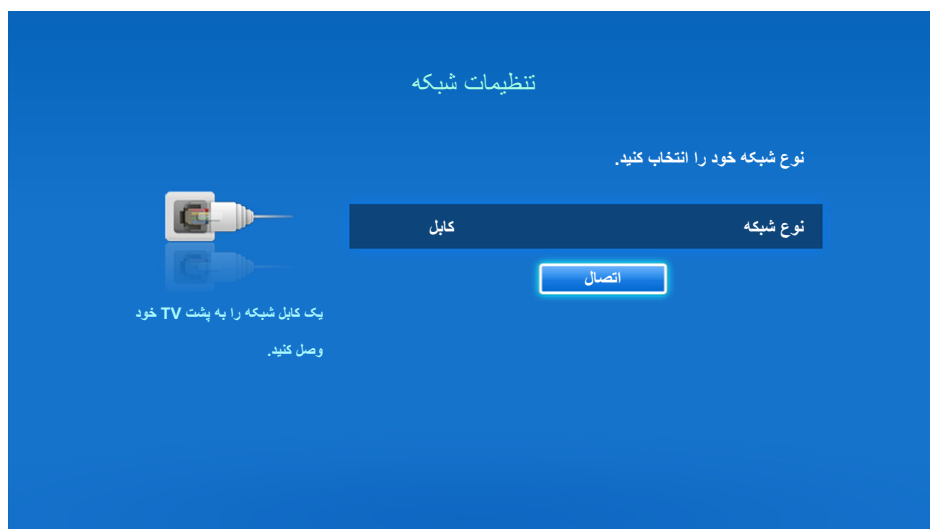 تنظیمات شبکه
نوع شبکه خود را انتخاب کنید.
نوع شبکه کابل
اتصال
یک کابل شبکه را به پشت TV خود
وصل کنید.